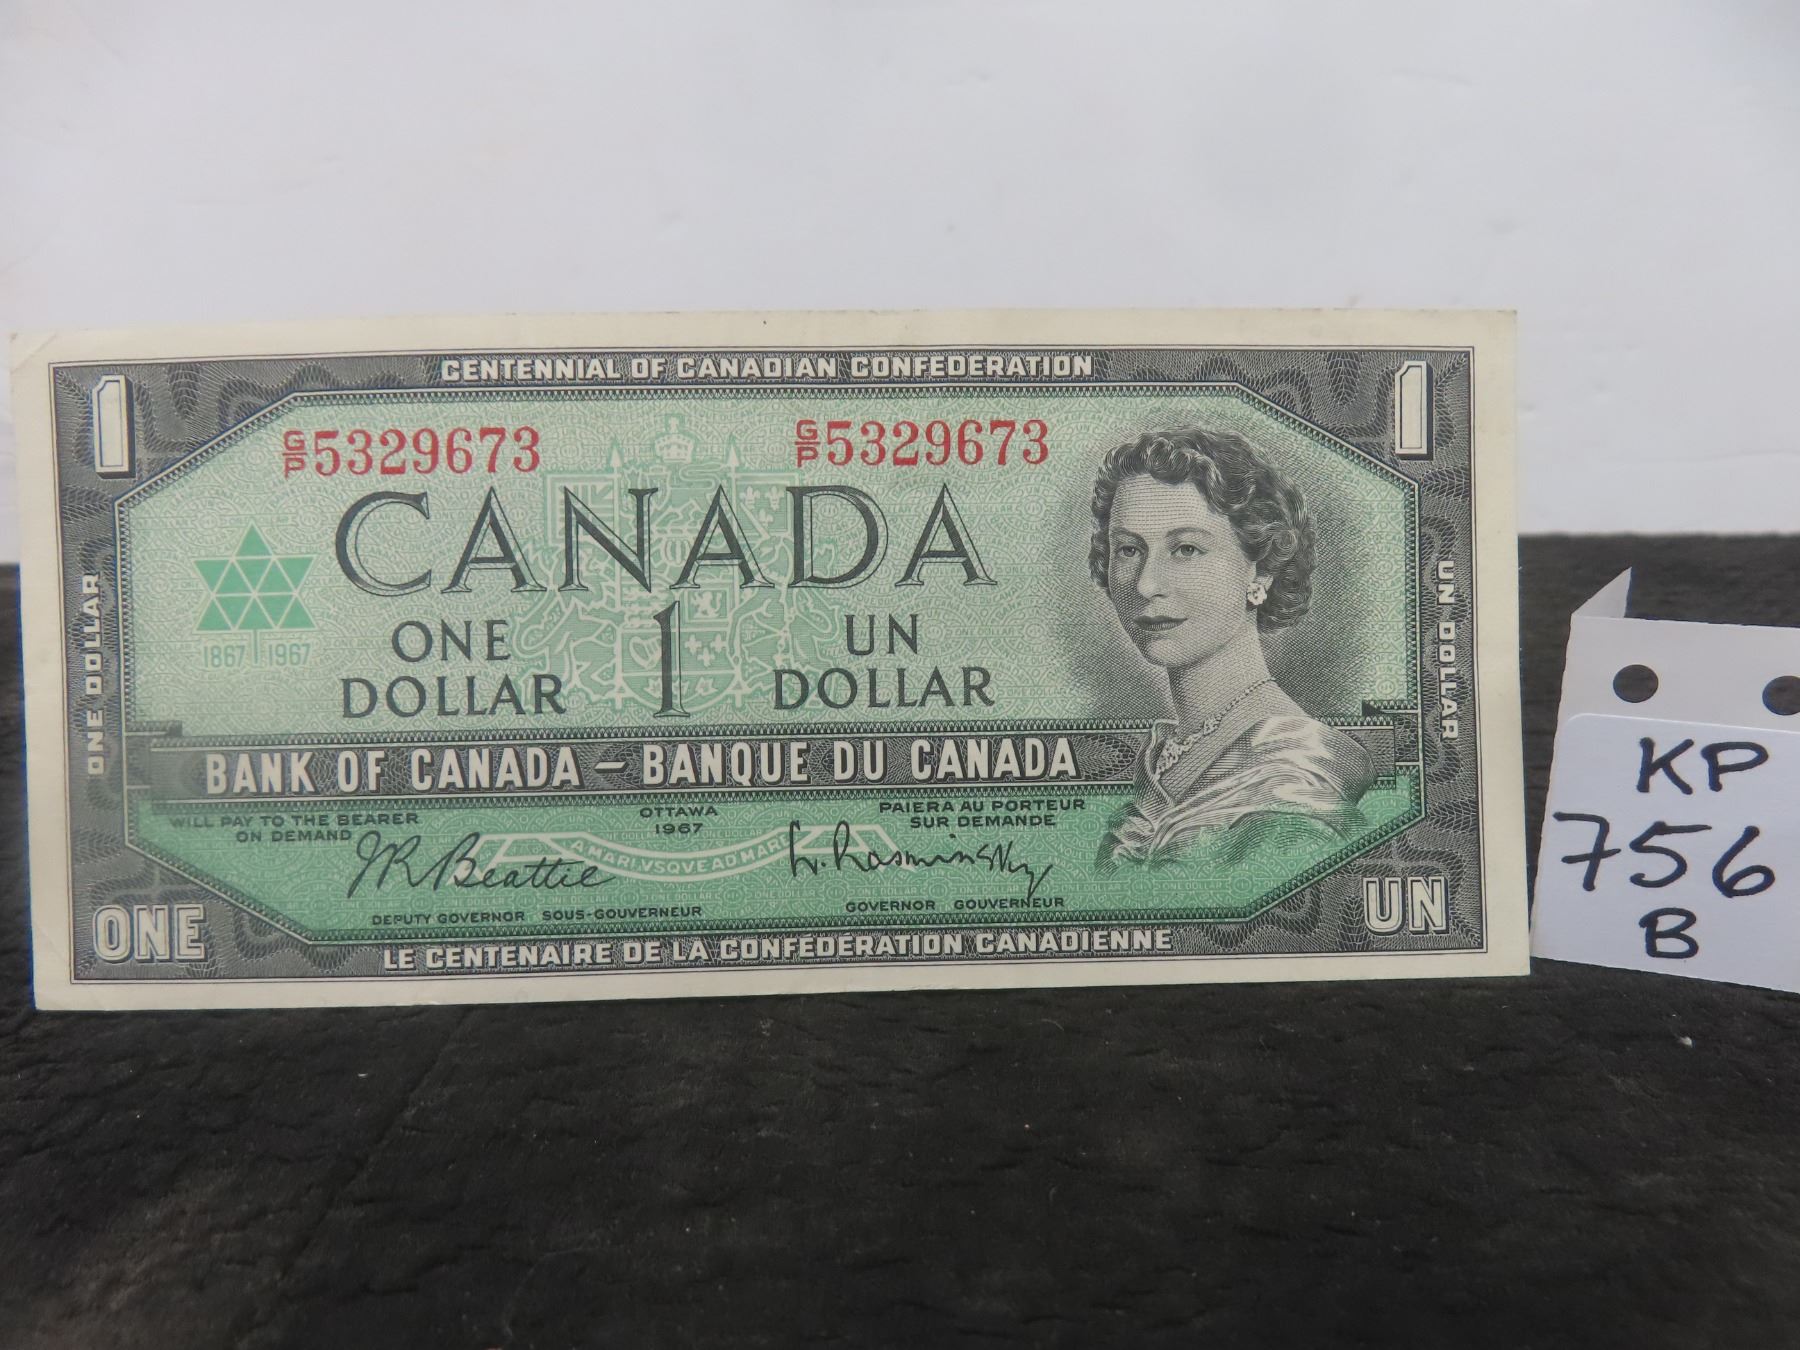 CENTENNIAL OF CANADIAN CONFEDERATION
1 1
G/P 5329673 G/P 5329673
CANADA
1867 1967
ONE DOLLAR 1 UN DOLLAR
ONE DOLLAR
UN DOLLAR
BANK OF CANADA – BANQUE DU CANADA
WILL PAY TO THE BEARER
ON DEMAND
OTTAWA
1967
PAIERA AU PORTEUR
SUR DEMANDE
A MARI VSQVE AD MARE
J.R. Beattie
L. Rasminsky
DEPUTY GOVERNOR SOUS-GOUVERNEUR
GOVERNOR GOUVERNEUR
ONE UN
LE CENTENAIRE DE LA CONFÉDÉRATION CANADIENNE
KP
756
B